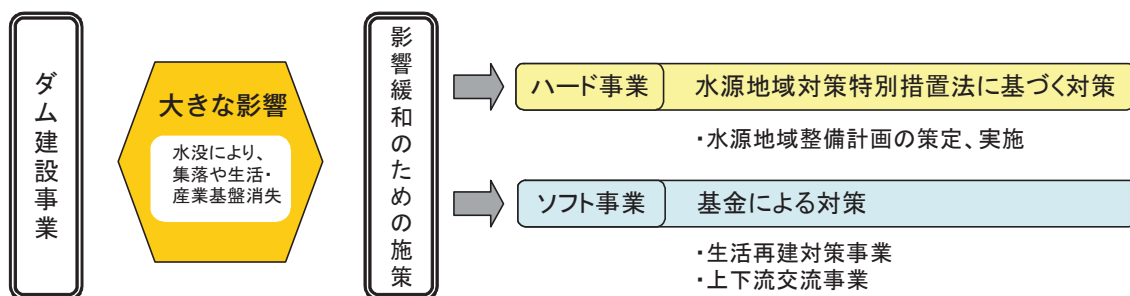 ダム建設事業
大きな影響
水没により、
集落や生活・
産業基盤消失
影響緩和のための施策
ハード事業 水源地域対策特別措置法に基づく対策
・水源地域整備計画の策定、実施
ソフト事業 基金による対策
・生活再建対策事業
・上下流交流事業